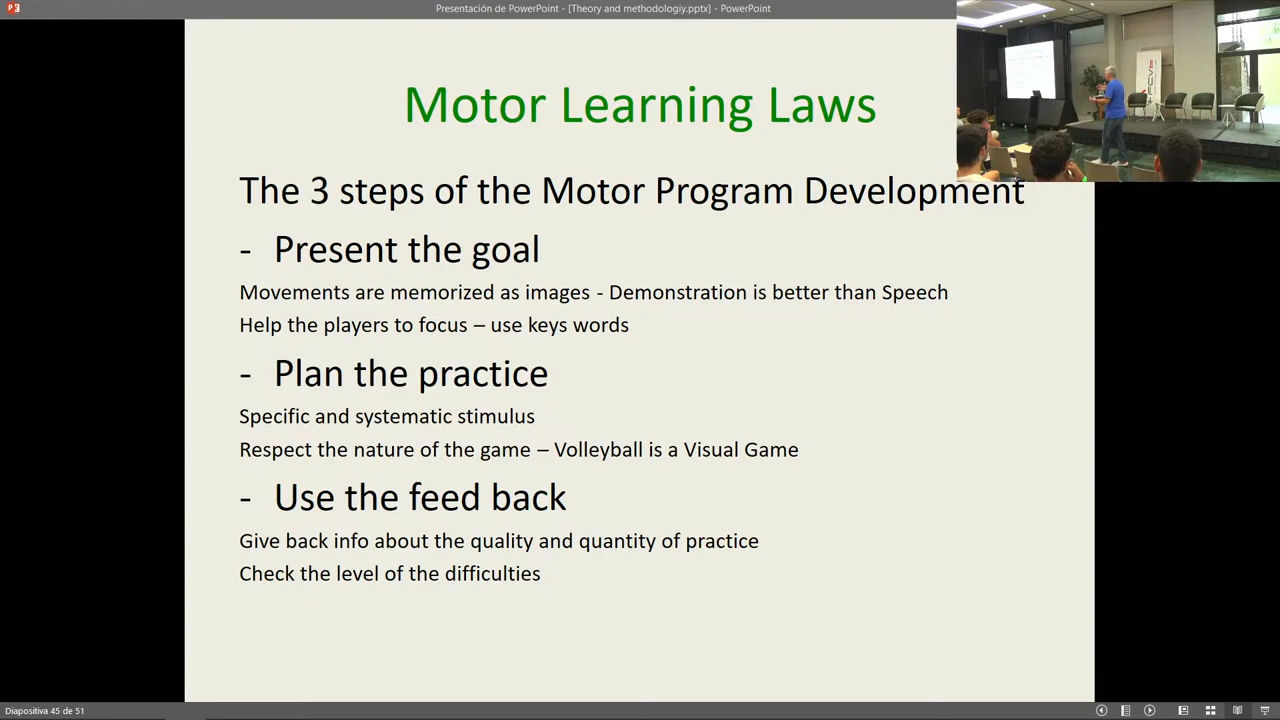 Presentación de PowerPoint - [Theory and methodologiy.pptx] - PowerPoint
Motor Learning Laws
The 3 steps of the Motor Program Development
- Present the goal
Movements are memorized as images - Demonstration is better than Speech
Help the players to focus – use keys words
- Plan the practice
Specific and systematic stimulus
Respect the nature of the game – Volleyball is a Visual Game
- Use the feed back
Give back info about the quality and quantity of practice
Check the level of the difficulties
Diapositiva 45 de 51